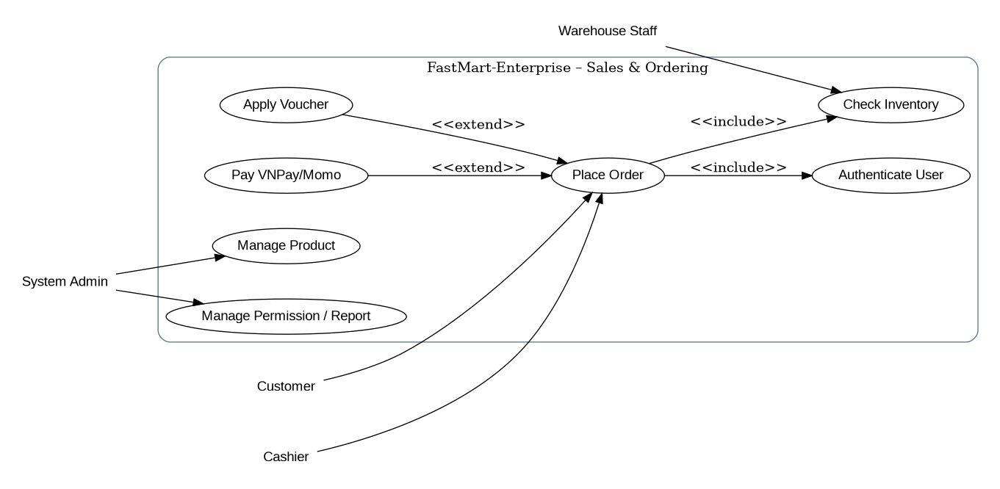 Warehouse Staff
FastMart-Enterprise – Sales & Ordering
Apply Voucher
<<extend>>
<<include>>
Check Inventory
Pay VNPay/Momo
<<extend>>
Place Order
<<include>>
Authenticate User
Manage Product
System Admin
Manage Permission / Report
Customer
Cashier